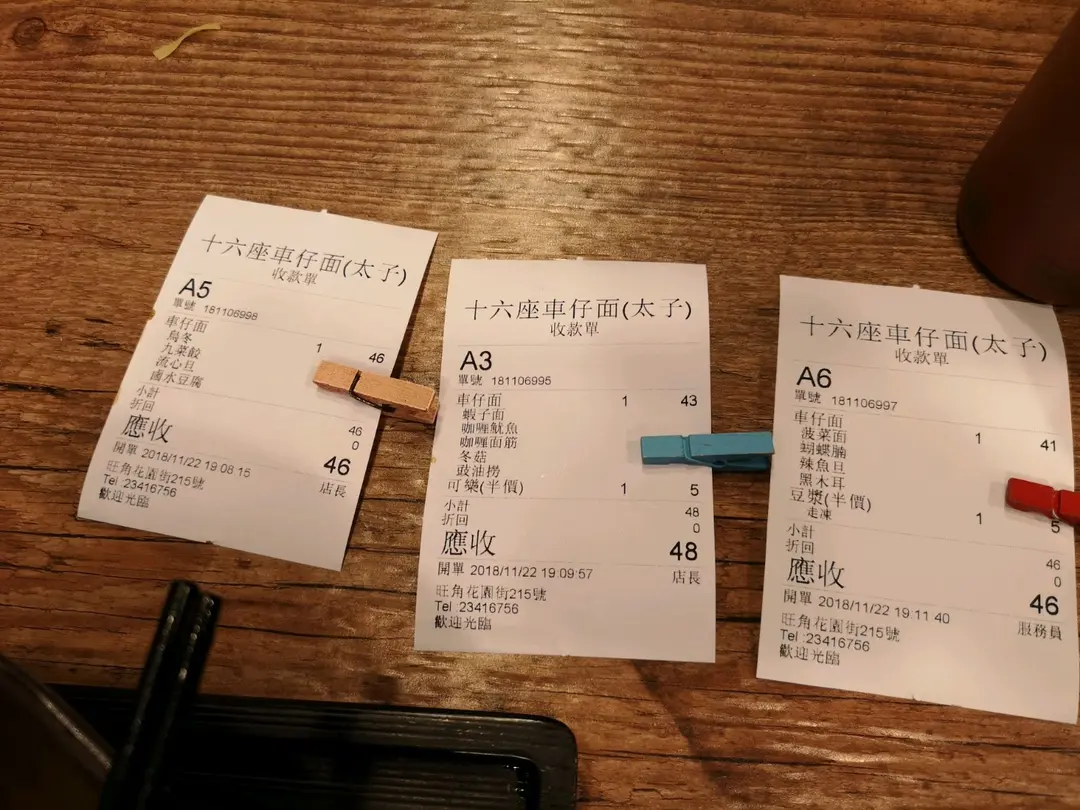 十六座車仔面(太子)
收款單
A5
單號 181106998
車仔面 1 46
烏冬
九菜餃
流心旦
鹵水豆腐
小計 46
折回 0
應收 46
開單 2018/11/22 19 08 15 店長
旺角花園街215號
Tel :23416756
歡迎光臨
十六座車仔面(太子)
收款單
A3
單號 181106995
車仔面 1 43
蝦子面
咖喱魷魚
咖喱面筋
冬菇
豉油撈
可樂(半價) 1 5
小計 48
折回 0
應收 48
開單 2018/11/22 19:09:57 店長
旺角花園街215號
Tel :23416756
歡迎光臨
十六座車仔面(太子)
收款單
A6
單號 181106997
車仔面 1 41
菠菜面
蝴蝶腩
辣魚旦
黑木耳
豆漿(半價) 1 5
走凍
小計 46
折回 0
應收 46
開單 2018/11/22 19:11 40 服務員
旺角花園街215號
Tel :23416756
歡迎光臨